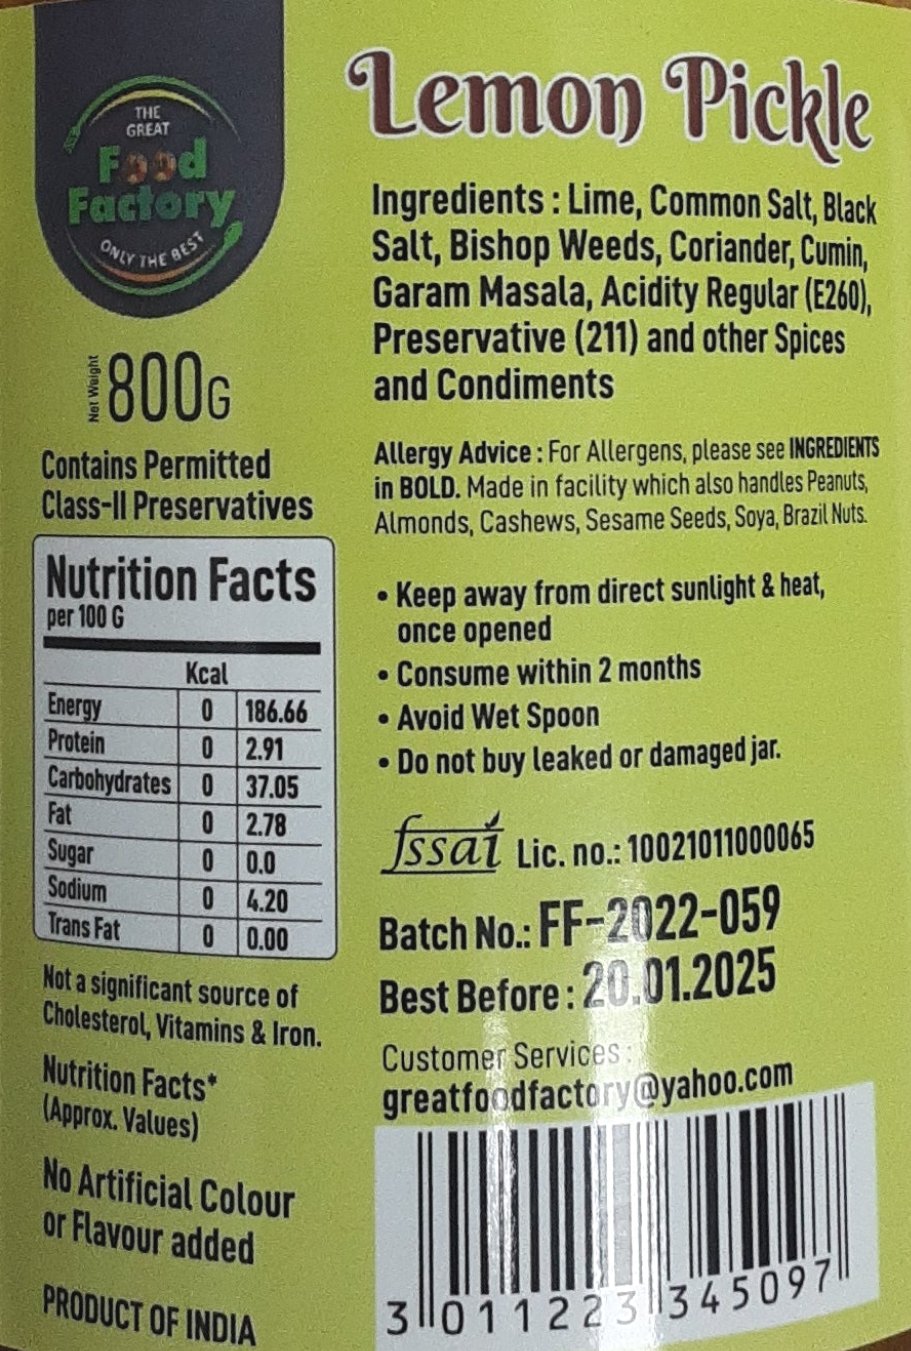 THE
GREAT
Food
Factory
ONLY THE BEST
Net Weight
800G
Contains Permitted
Class-II Preservatives
Nutrition Facts
per 100 G
Kcal
Energy 0 186.66
Protein 0 2.91
Carbohydrates 0 37.05
Fat 0 2.78
Sugar 0 0.0
Sodium 0 4.20
Trans Fat 0 0.00
Not a significant source of
Cholesterol, Vitamins & Iron.
Nutrition Facts*
(Approx. Values)
No Artificial Colour
or Flavour added
PRODUCT OF INDIA
Lemon Pickle
Ingredients : Lime, Common Salt, Black
Salt, Bishop Weeds, Coriander, Cumin,
Garam Masala, Acidity Regular (E260),
Preservative (211) and other Spices
and Condiments
Allergy Advice : For Allergens, please see INGREDIENTS
in BOLD. Made in facility which also handles Peanuts,
Almonds, Cashews, Sesame Seeds, Soya, Brazil Nuts.
• Keep away from direct sunlight & heat,
once opened
• Consume within 2 months
• Avoid Wet Spoon
• Do not buy leaked or damaged jar.
fssai Lic. no.: 10021011000065
Batch No.: FF-2022-059
Best Before : 20.01.2025
Customer Services :
greatfoodfactory@yahoo.com
3 011223 345097